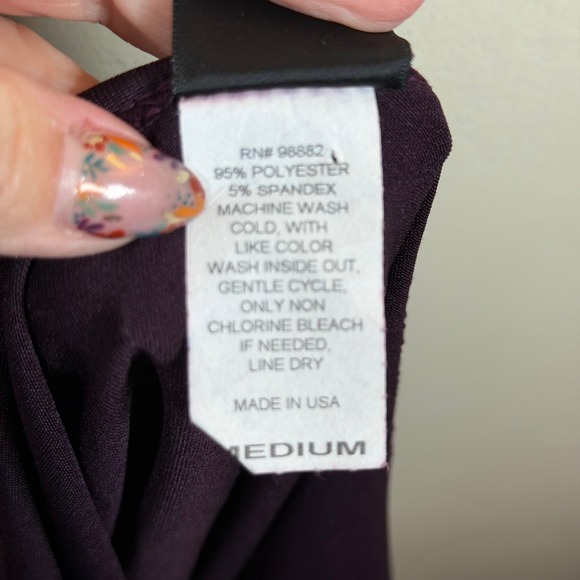 RN# 98882
95% POLYESTER
5% SPANDEX
MACHINE WASH
COLD, WITH
LIKE COLOR
WASH INSIDE OUT,
GENTLE CYCLE,
ONLY NON
CHLORINE BLEACH
IF NEEDED,
LINE DRY
MADE IN USA
MEDIUM